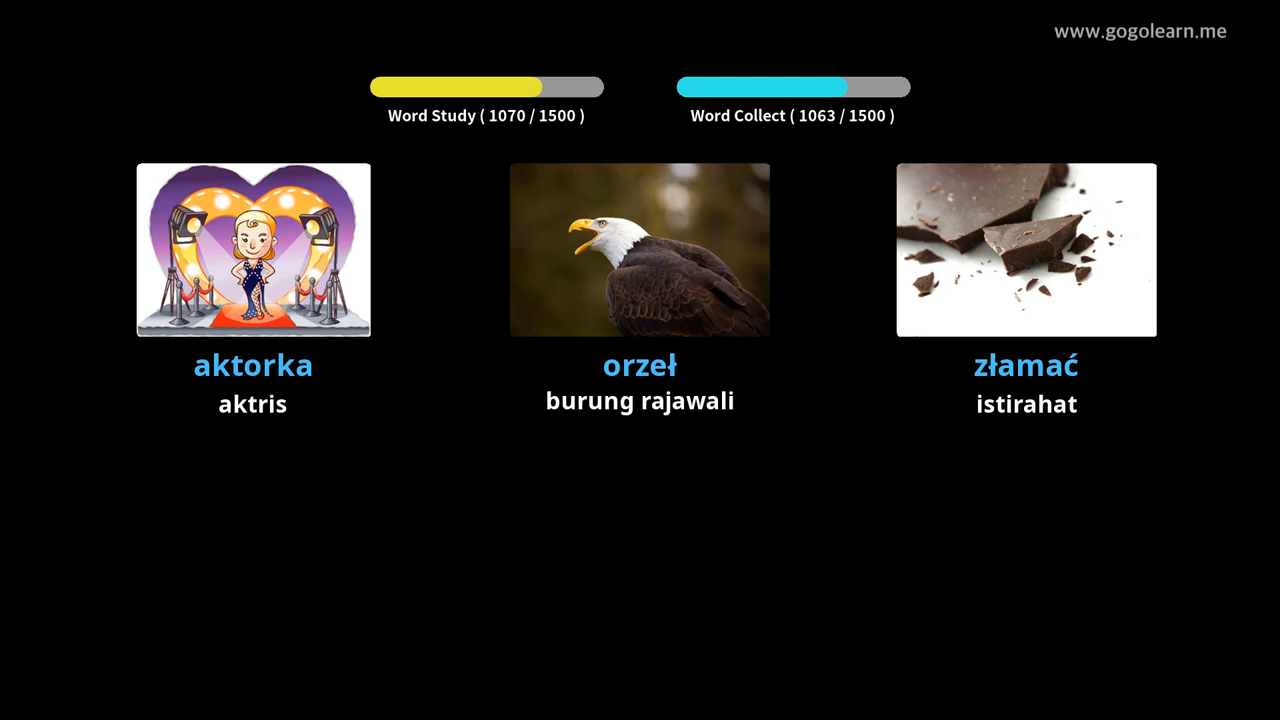 www.gogolearn.me
Word Study ( 1070 / 1500 )
Word Collect ( 1063 / 1500 )
aktorka
aktris
orzeł
burung rajawali
złamać
istirahat